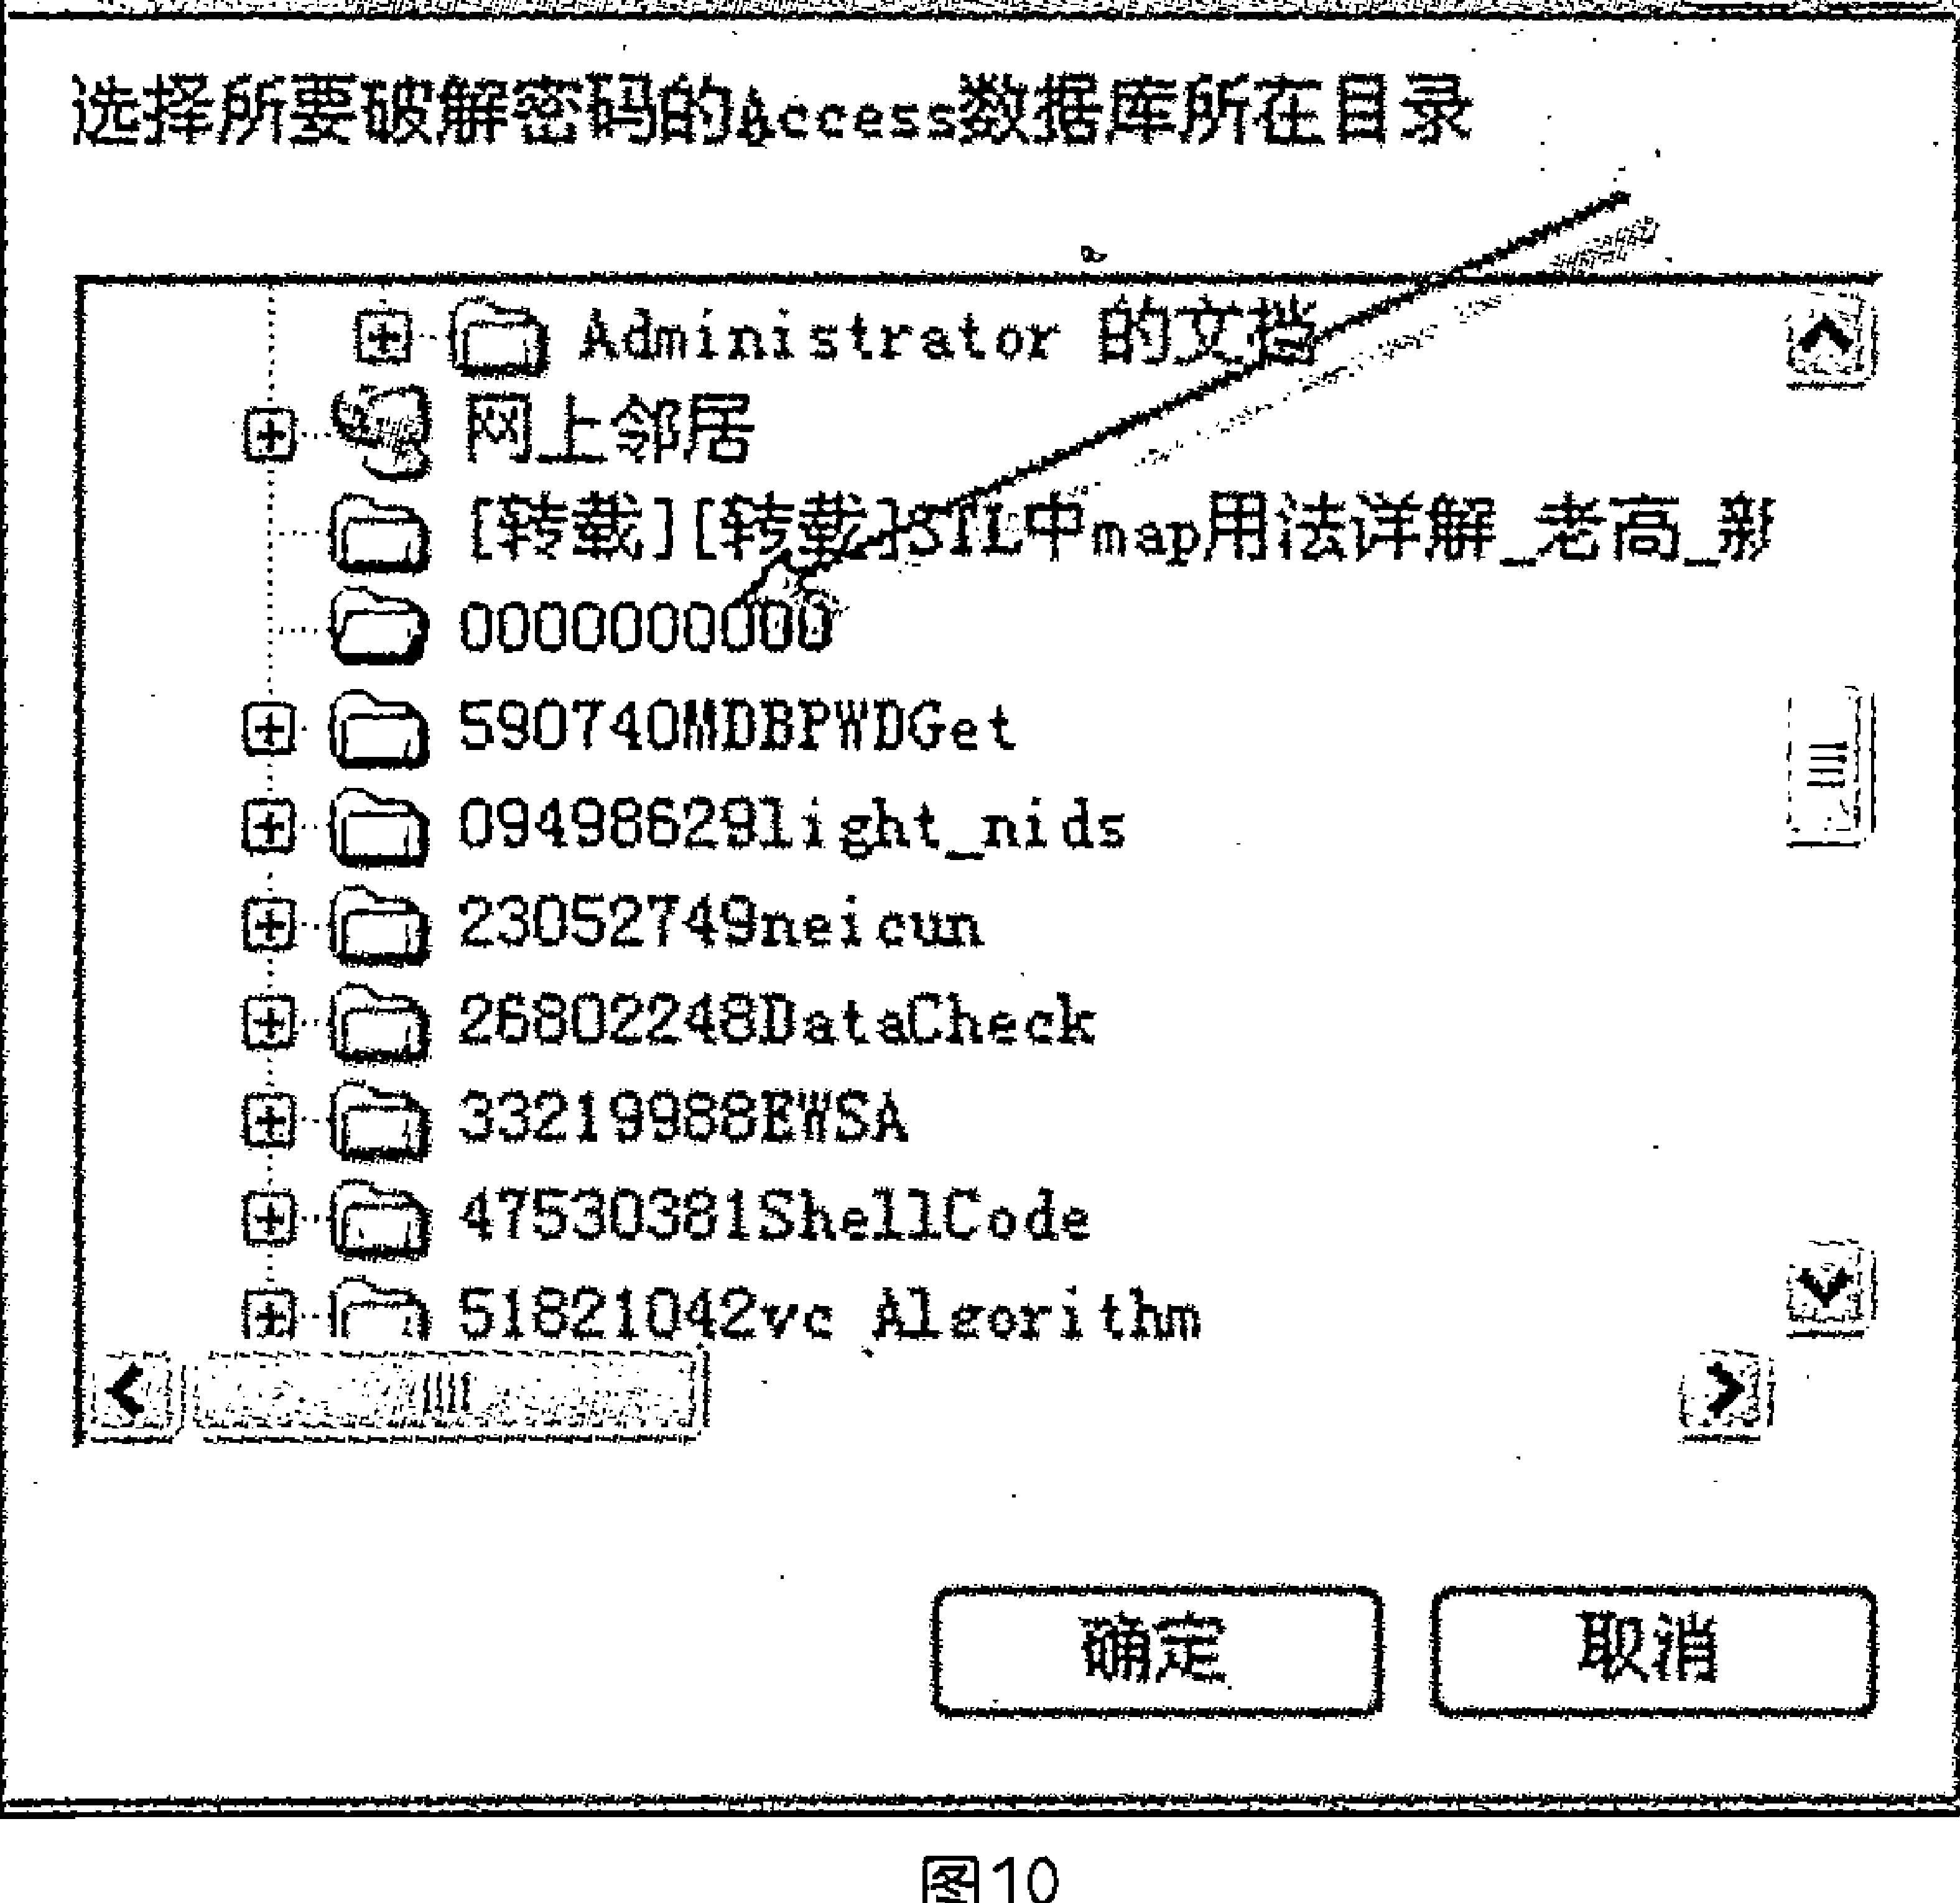 选择所要破解密码的Access数据库所在目录
Administrator 的文档
网上邻居
[转载][转载]STL中map用法详解_老高_新
0000000000
590740MDBPWDGet
09498629light_nids
23052749neicun
26802248DataCheck
33219988EWSA
47530381ShellCode
51821042vc Algorithm
确定
取消
图10